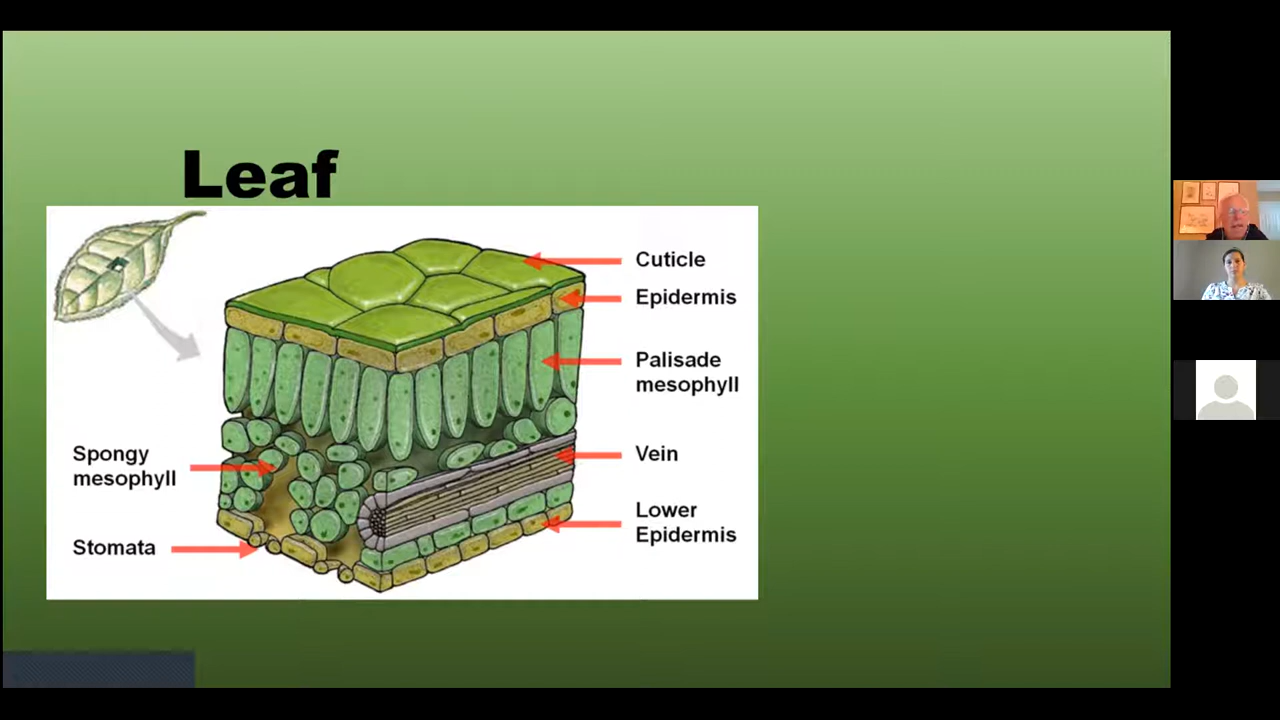 Leaf
Cuticle
Epidermis
Palisade
mesophyll
Spongy
mesophyll
Vein
Lower
Epidermis
Stomata